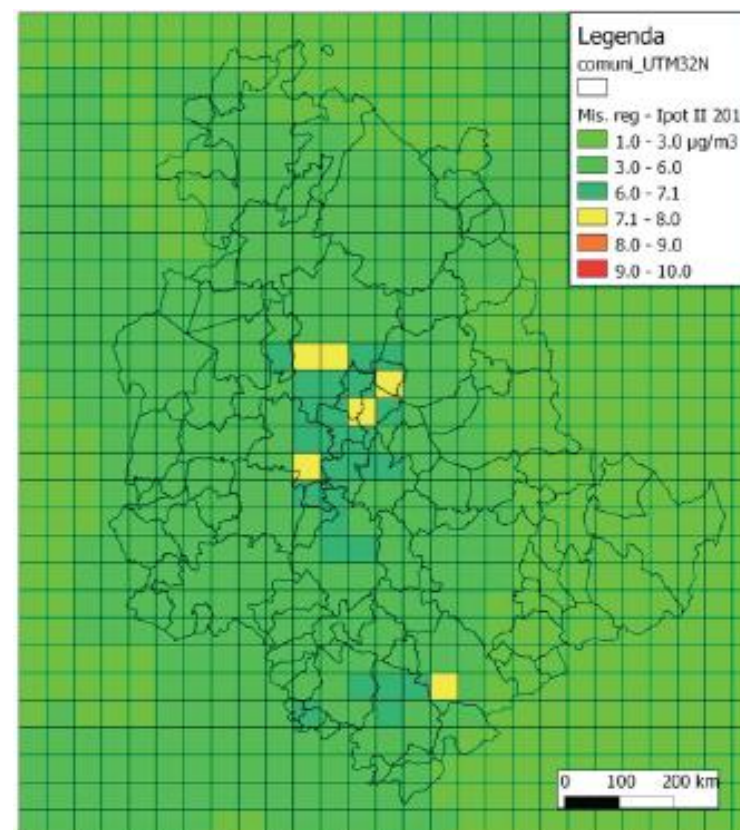 Legenda
comuni_UTM32N
Mis. reg - Ipot II 201
1.0 - 3.0 µg/m3
3.0 - 6.0
6.0 - 7.1
7.1 - 8.0
8.0 - 9.0
9.0 - 10.0
0 100 200 km